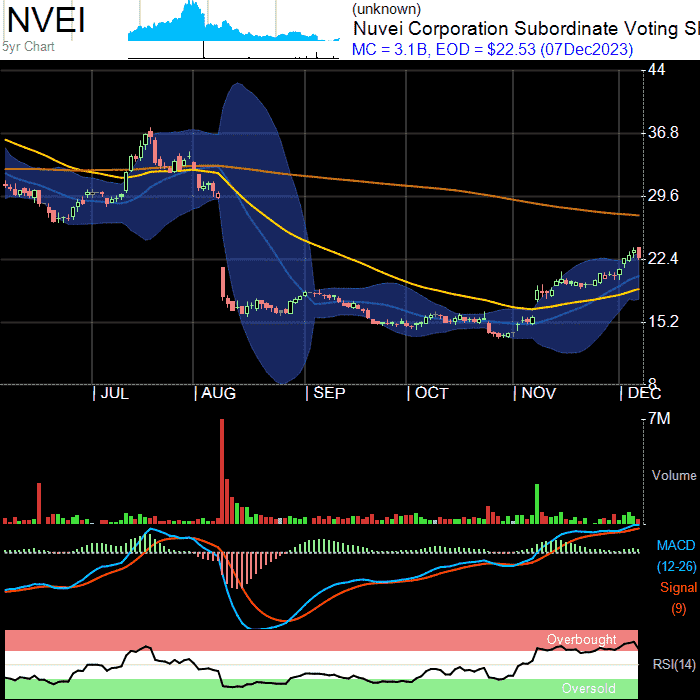 NVEI
5yr Chart
(unknown)
Nuvei Corporation Subordinate Voting S
MC = 3.1B, EOD = $22.53 (07Dec2023)
44
36.8
29.6
22.4
15.2
8
JUL AUG SEP OCT NOV DEC
7M
Volume
MACD
(12-26)
Signal
(9)
Overbought
RSI(14)
Oversold